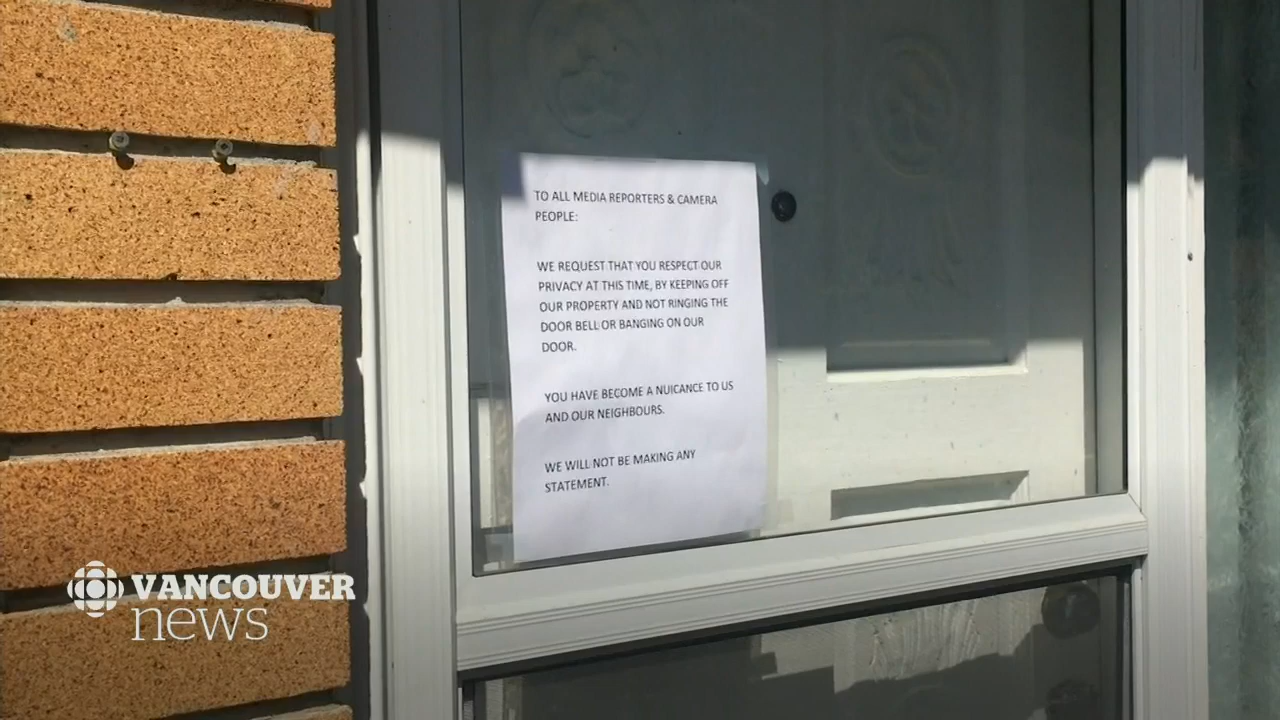 TO ALL MEDIA REPORTERS & CAMERA
PEOPLE:
WE REQUEST THAT YOU RESPECT OUR
PRIVACY AT THIS TIME, BY KEEPING OFF
OUR PROPERTY AND NOT RINGING THE
DOOR BELL OR BANGING ON OUR
DOOR.
YOU HAVE BECOME A NUICANCE TO US
AND OUR NEIGHBOURS.
WE WILL NOT BE MAKING ANY
STATEMENT.
VANCOUVER
news